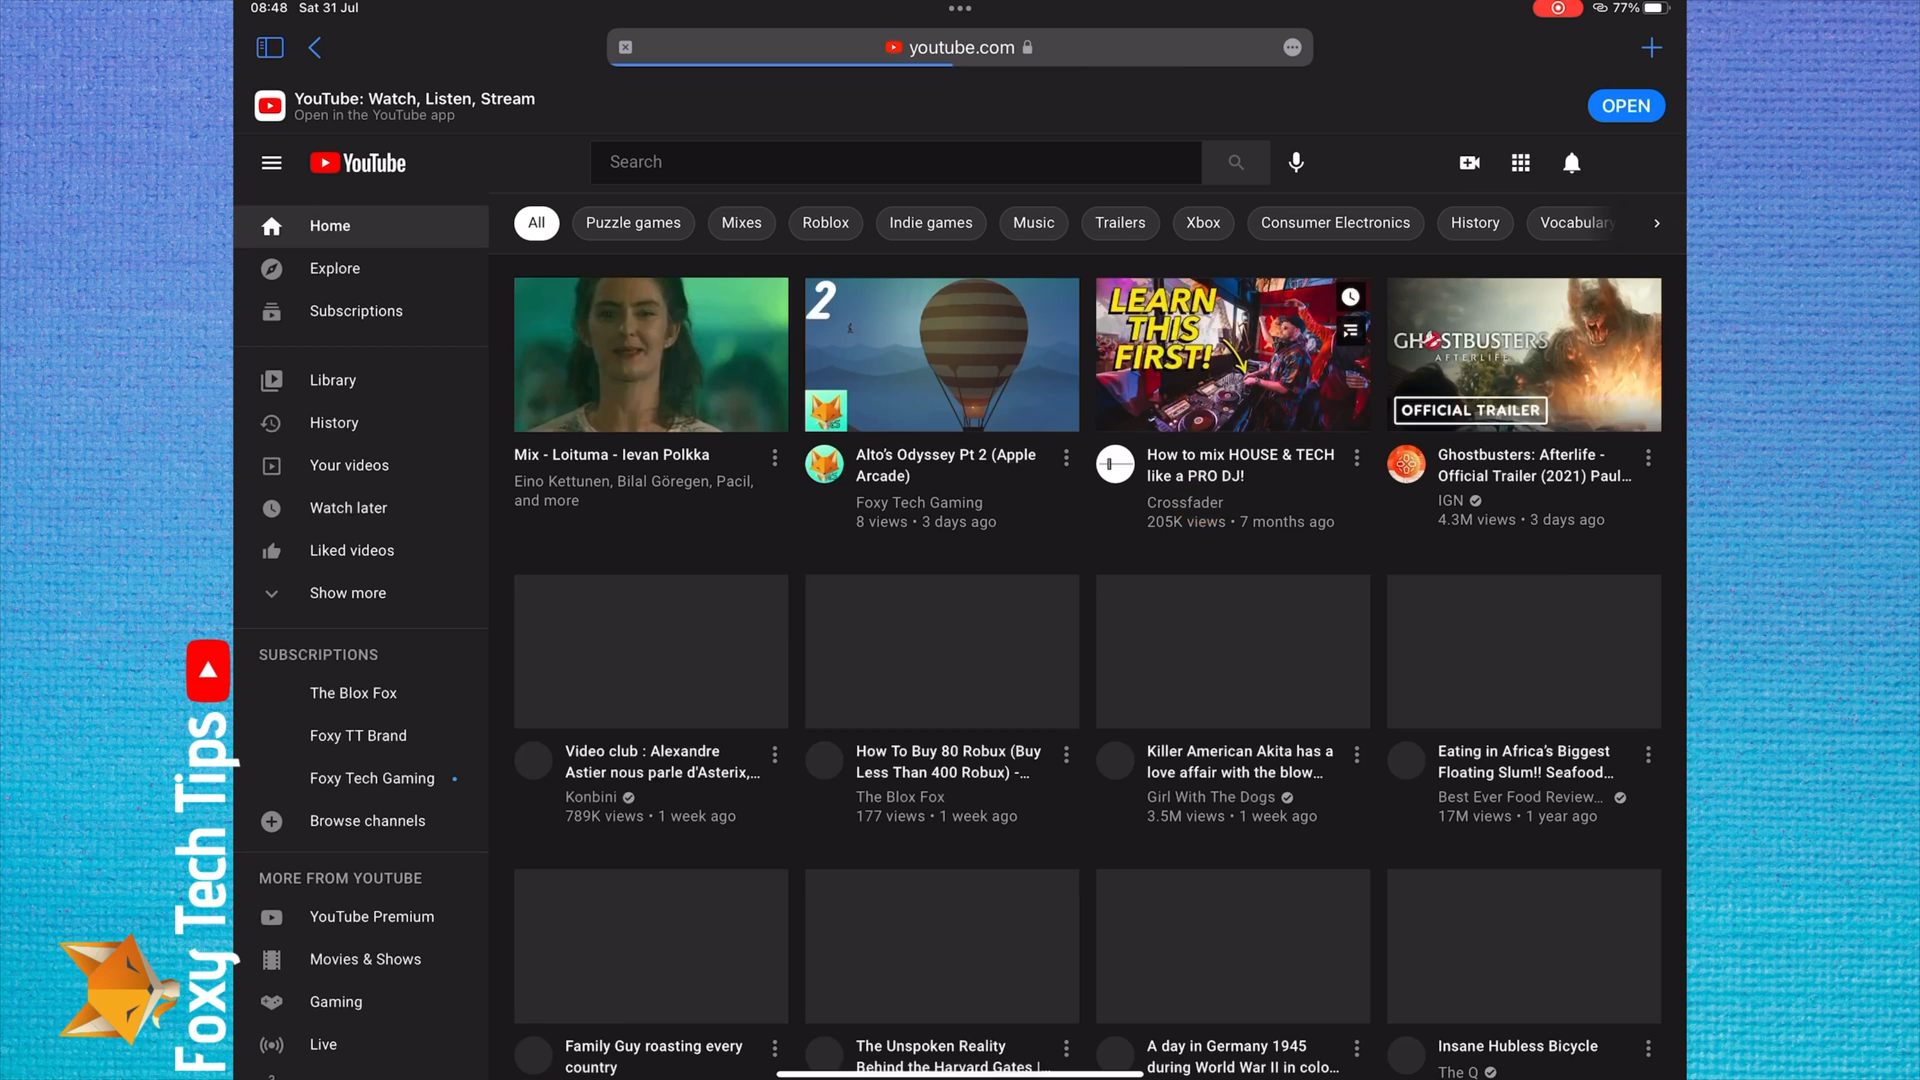 08:48 Sat 31 Jul
77%
youtube.com
YouTube: Watch, Listen, Stream
Open in the YouTube app
OPEN
YouTube
Search
Home
Explore
Subscriptions
Library
History
Your videos
Watch later
Liked videos
Show more
SUBSCRIPTIONS
The Blox Fox
Foxy TT Brand
Foxy Tech Gaming
Browse channels
MORE FROM YOUTUBE
YouTube Premium
Movies & Shows
Gaming
Live
All
Puzzle games
Mixes
Roblox
Indie games
Music
Trailers
Xbox
Consumer Electronics
History
Vocabulary
Mix - Loituma - Ievan Polkka
Eino Kettunen, Bilal Göregen, Pacil,
and more
2
Alto's Odyssey Pt 2 (Apple
Arcade)
Foxy Tech Gaming
8 views • 3 days ago
LEARN
THIS
FIRST!
How to mix HOUSE & TECH
like a PRO DJ!
Crossfader
205K views • 7 months ago
GHOSTBUSTERS
AFTERLIFE
OFFICIAL TRAILER
Ghostbusters: Afterlife -
Official Trailer (2021) Paul...
IGN
4.3M views • 3 days ago
Video club : Alexandre
Astier nous parle d'Asterix,...
Konbini
789K views • 1 week ago
How To Buy 80 Robux (Buy
Less Than 400 Robux) -...
The Blox Fox
177 views • 1 week ago
Killer American Akita has a
love affair with the blow...
Girl With The Dogs
3.5M views • 1 week ago
Eating in Africa's Biggest
Floating Slum!! Seafood...
Best Ever Food Review...
17M views • 1 year ago
Family Guy roasting every
country
The Unspoken Reality
Behind the Harvard Gates |...
A day in Germany 1945
during World War II in colo...
Insane Hubless Bicycle
The Q
Foxy Tech Tips